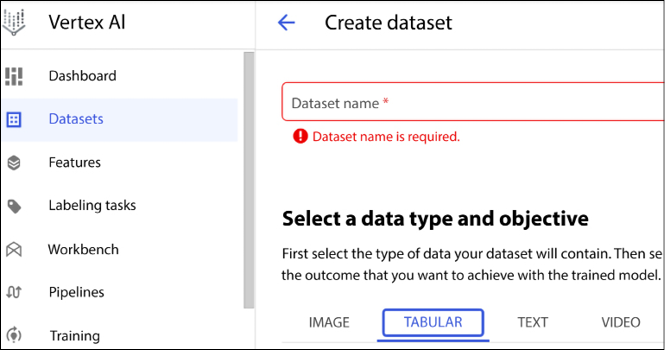 Vertex AI
Create dataset
Dashboard
Datasets
Features
Labeling tasks
Workbench
Pipelines
Training
Dataset name *
Dataset name is required.
Select a data type and objective
First select the type of data your dataset will contain. Then se
the outcome that you want to achieve with the trained model.
IMAGE
TABULAR
TEXT
VIDEO